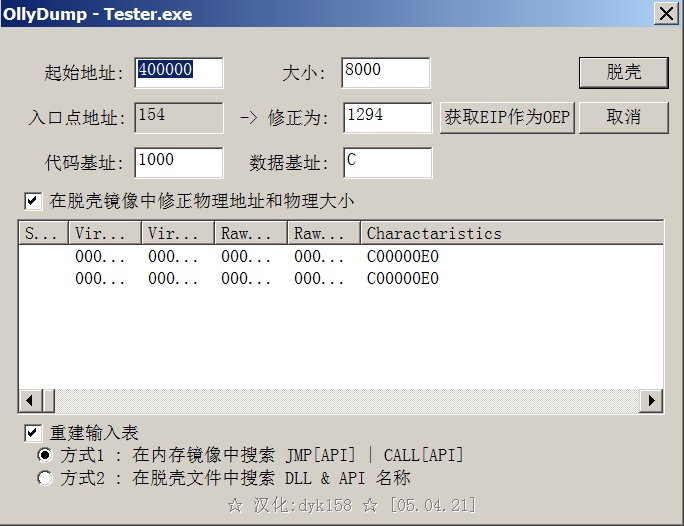 OllyDump - Tester.exe
起始地址: 400000 大小: 8000 脱壳
入口点地址: 154 -> 修正为: 1294 获取EIP作为OEP 取消
代码基址: 1000 数据基址: C
在脱壳镜像中修正物理地址和物理大小
S... Vir... Vir... Raw... Raw... Charactaristics
000... 000... 000... 000... C00000E0
000... 000... 000... 000... C00000E0
重建输入表
方式1 : 在内存镜像中搜索 JMP[API] | CALL[API]
方式2 : 在脱壳文件中搜索 DLL & API 名称
☆ 汉化:dyk158 ☆ [05.04.21]